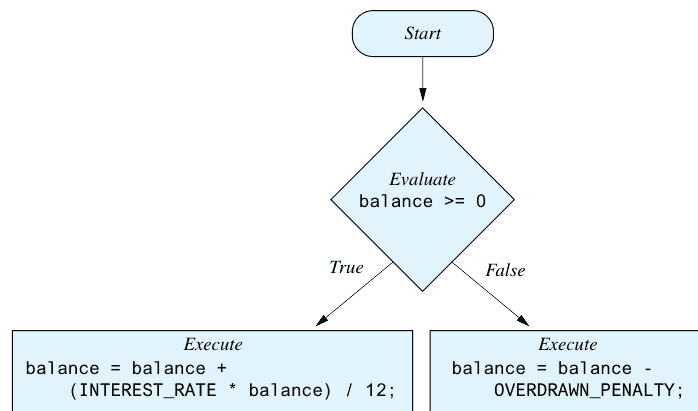 Start
Evaluate
balance >= 0
True
False
Execute
balance = balance +
(INTEREST_RATE * balance) / 12;
Execute
balance = balance -
OVERDRAWN_PENALTY;